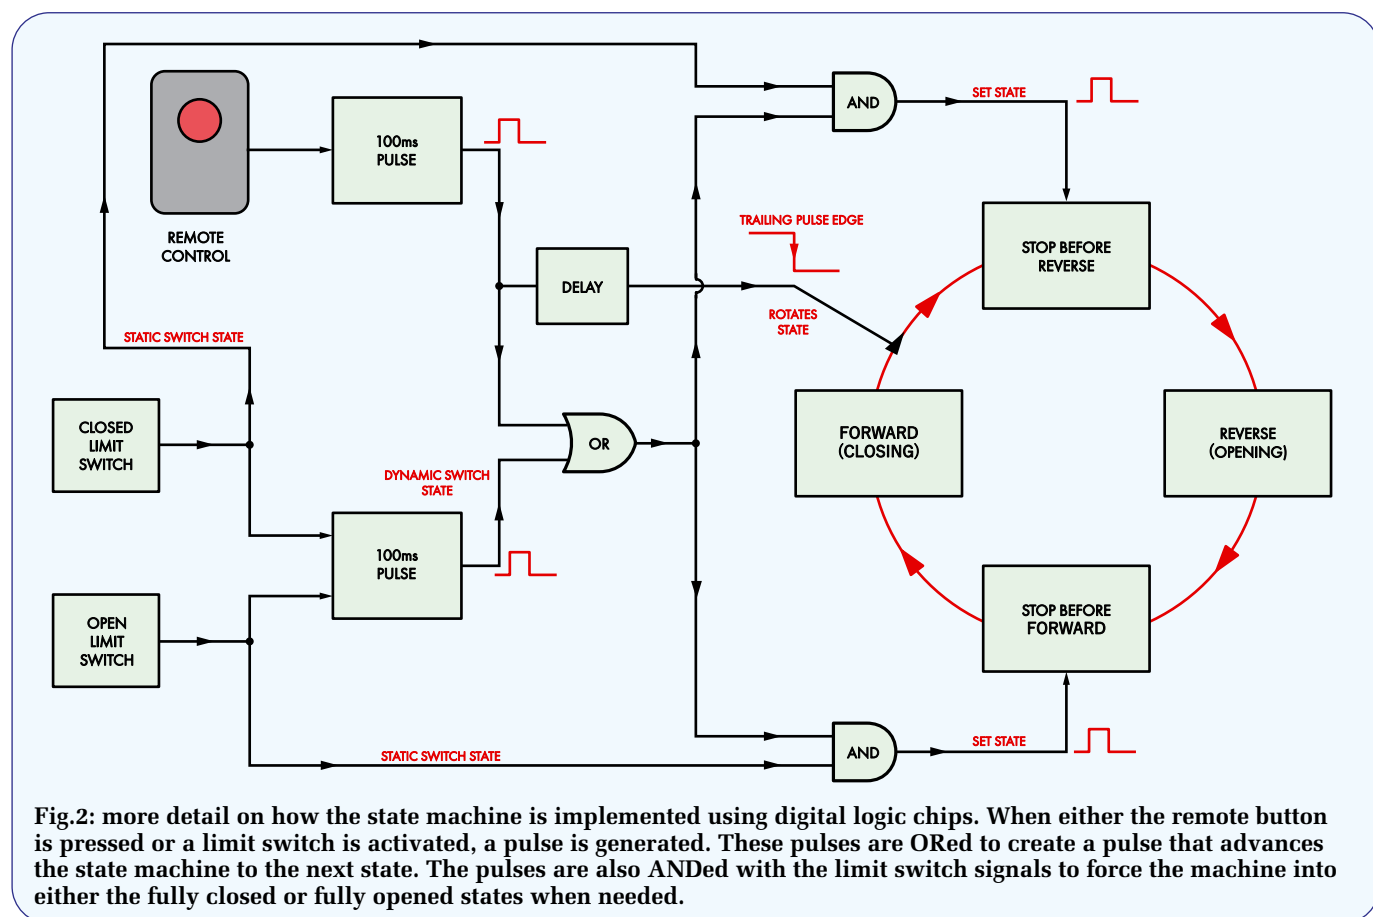 AND
SET STATE
100ms
PULSE
REMOTE
CONTROL
TRAILING PULSE EDGE
STOP BEFORE
REVERSE
DELAY
ROTATES
STATE
STATIC SWITCH STATE
CLOSED
LIMIT
SWITCH
OR
FORWARD
(CLOSING)
REVERSE
(OPENING)
DYNAMIC SWITCH
STATE
100ms
PULSE
OPEN
LIMIT
SWITCH
STOP BEFORE
FORWARD
STATIC SWITCH STATE
AND
SET STATE
Fig.2: more detail on how the state machine is implemented using digital logic chips. When either the remote button
is pressed or a limit switch is activated, a pulse is generated. These pulses are ORed to create a pulse that advances
the state machine to the next state. The pulses are also ANDed with the limit switch signals to force the machine into
either the fully closed or fully opened states when needed.